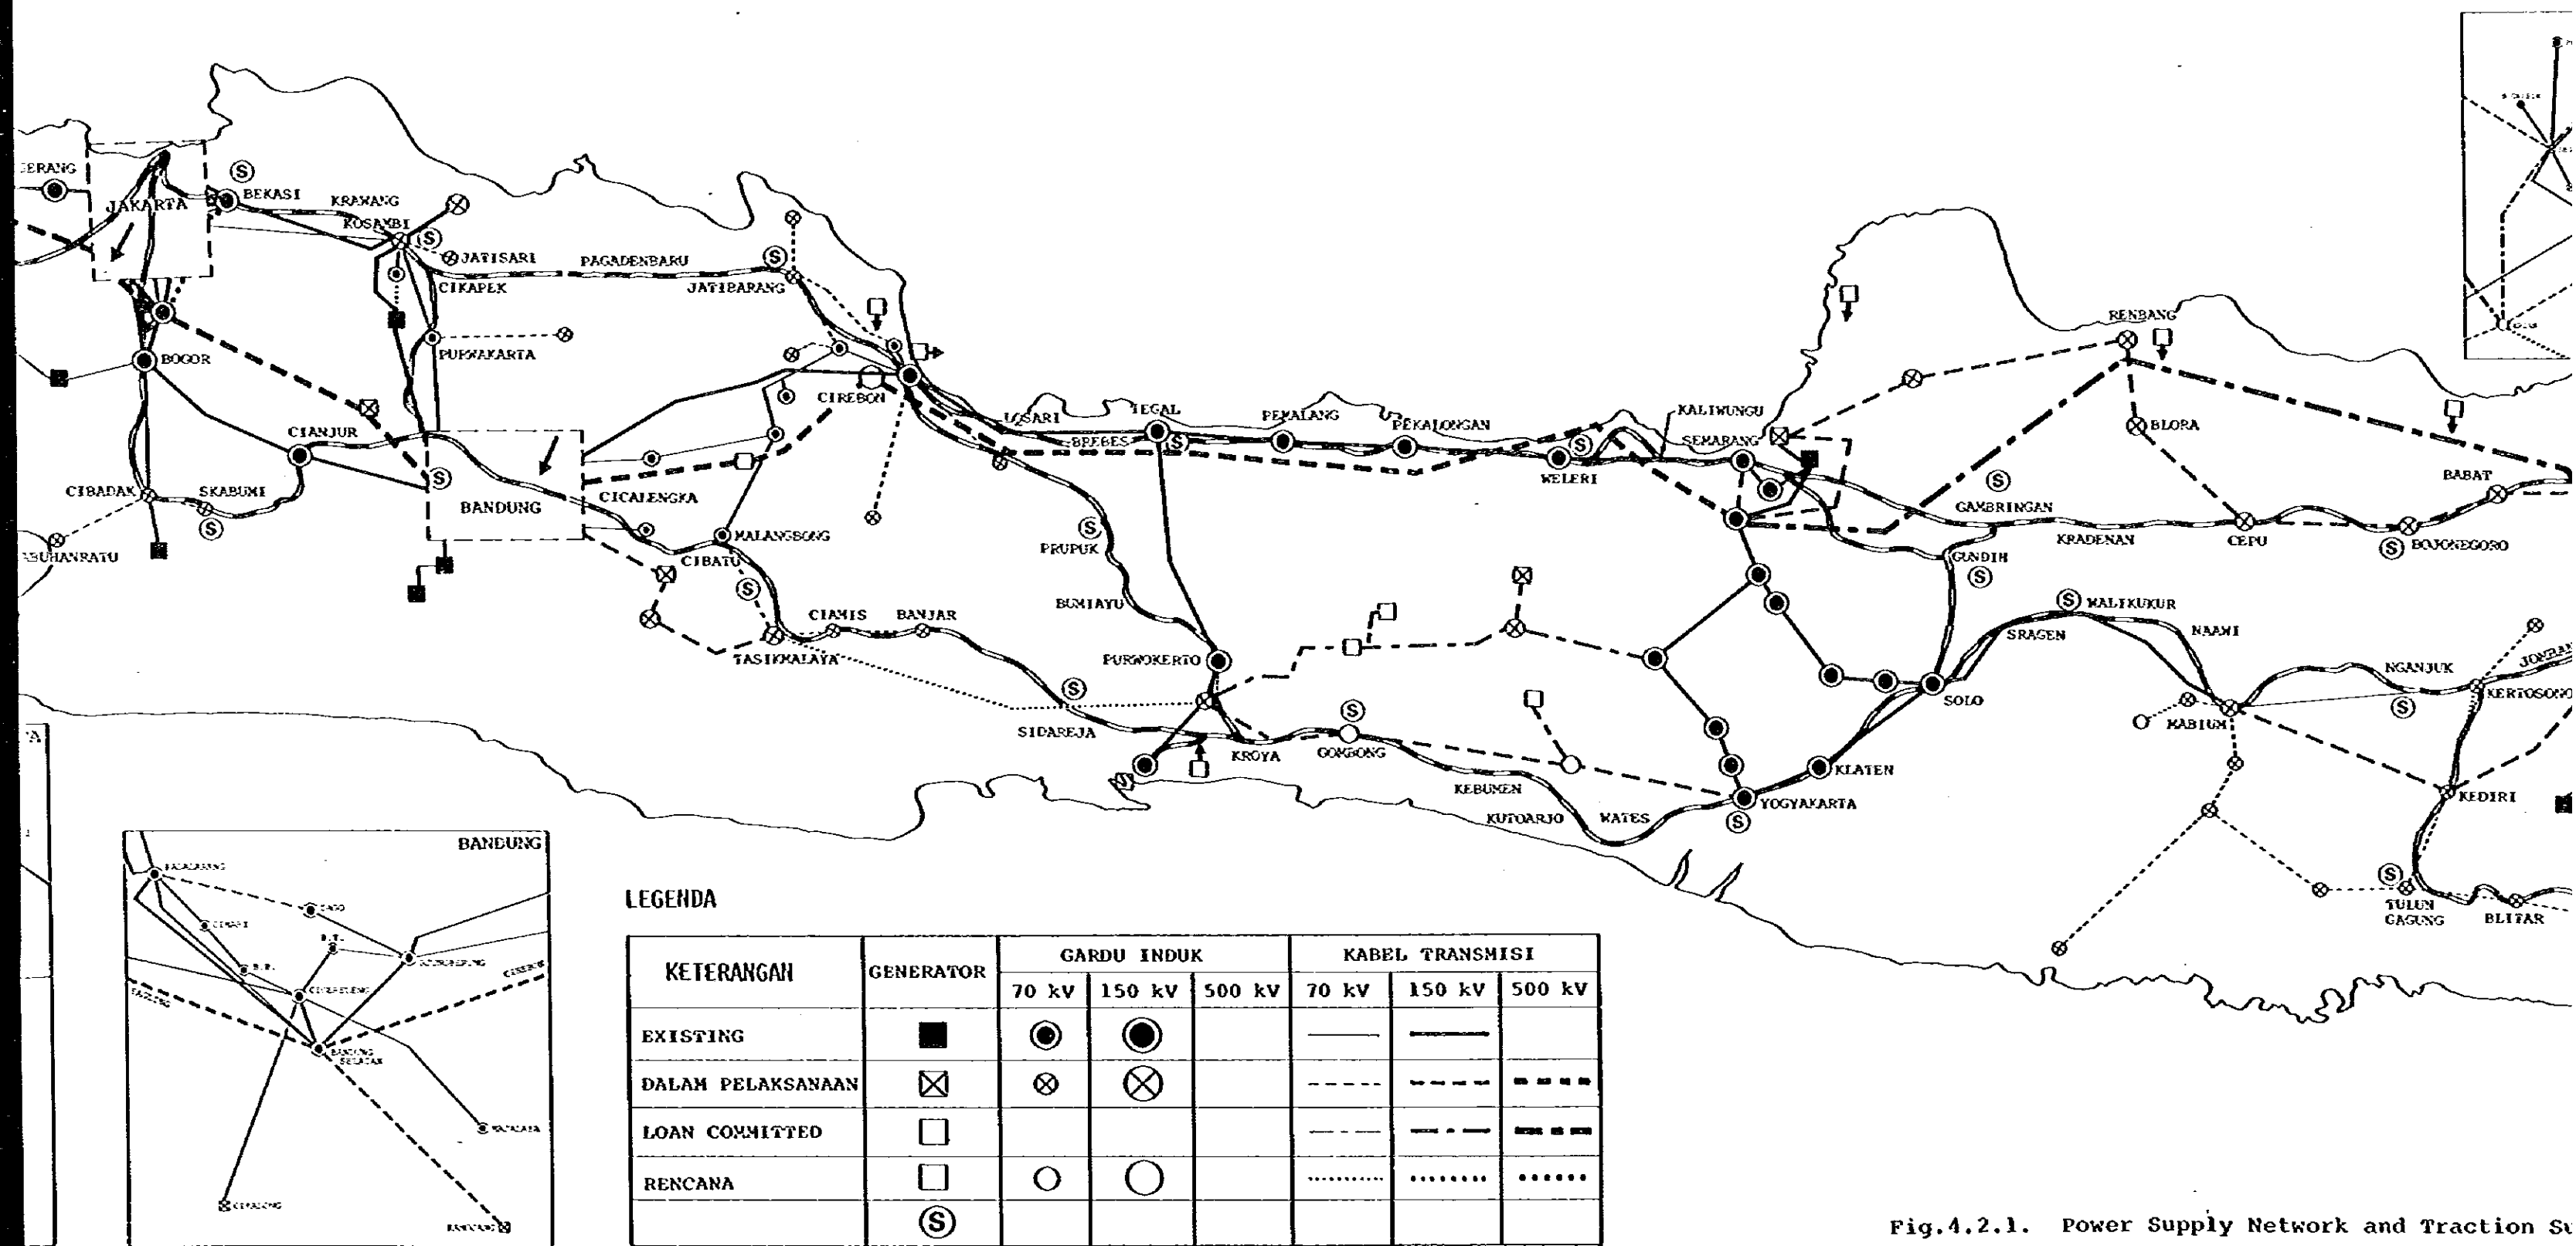 JAKARTA
BEKASI
KRAWANG
KOSAMBI
JATISARI
CIKAPEK
PAGADENBARU
JATIBARANG
PURWAKARTA
BOGOR
CIANJUR
CIBADAK
SKABUMI
BANDUNG
CICALENGKA
CIREBON
MALANGBONG
CIBATU
TASIKMALAYA
CIAMIS
BANJAR
LOSARI
BREBES
TEGAL
PEMALANG
PEKALONGAN
WELERI
KALIWUNGU
SEMARANG
PRUPUK
BUMIAYU
PURWOKERTO
SIDAREJA
KROYA
GOMBONG
KEBUMEN
KUTOARJO
WATES
YOGYAKARTA
KLATEN
SOLO
SRAGEN
WALIKUKUR
GUNDIH
GAMBRINGAN
KRADENAN
CEPU
BLORA
RENBANG
BOJONEGORO
BABAT
NGANJUK
KERTOSONO
KEDIRI
TULUN
GAGUNG
BLITAR
S
BANDUNG
LEGENDA
KETERANGAN GENERATOR GARDU INDUK KABEL TRANSMISI
70 kV 150 kV 500 kV 70 kV 150 kV 500 kV
EXISTING
DALAM PELAKSANAAN
LOAN COMMITTED
RENCANA
S
Fig.4.2.1. Power Supply Network and Traction Su